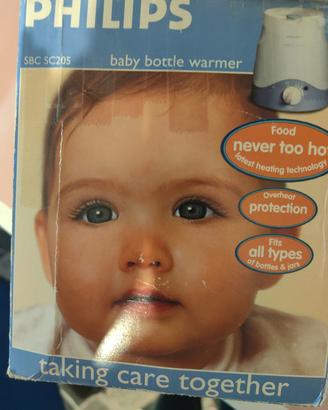 PHILIPS
SBC SC205 baby bottle warmer
Food
never too hot
latest heating technology
Overheat
protection
Fits
all types
of bottles & jars
taking care together